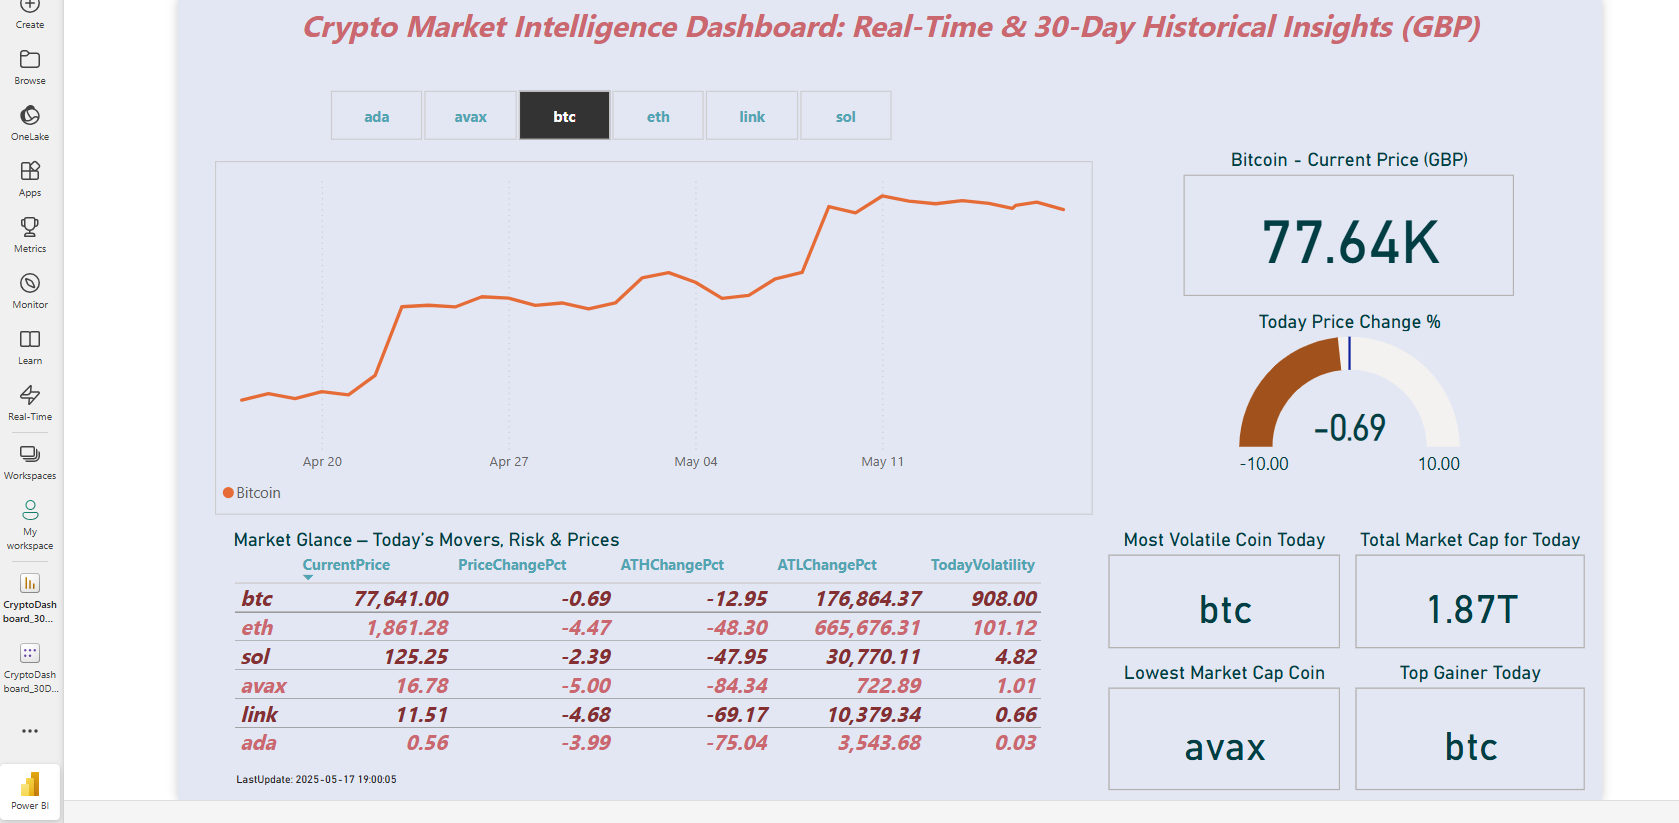 Create
Browse
OneLake
Apps
Metrics
Monitor
Learn
Real-Time
Workspaces
My
workspace
CryptoDash
board_30...
CryptoDash
board_30D...
Power BI
Crypto Market Intelligence Dashboard: Real-Time & 30-Day Historical Insights (GBP)
ada avax btc eth link sol
Apr 20 Apr 27 May 04 May 11
Bitcoin
Bitcoin - Current Price (GBP)
77.64K
Today Price Change %
-0.69
-10.00 10.00
Market Glance – Today's Movers, Risk & Prices
CurrentPrice PriceChangePct ATHChangePct ATLChangePct TodayVolatility
btc 77,641.00 -0.69 -12.95 176,864.37 908.00
eth 1,861.28 -4.47 -48.30 665,676.31 101.12
sol 125.25 -2.39 -47.95 30,770.11 4.82
avax 16.78 -5.00 -84.34 722.89 1.01
link 11.51 -4.68 -69.17 10,379.34 0.66
ada 0.56 -3.99 -75.04 3,543.68 0.03
LastUpdate: 2025-05-17 19:00:05
Most Volatile Coin Today
btc
Total Market Cap for Today
1.87T
Lowest Market Cap Coin
avax
Top Gainer Today
btc